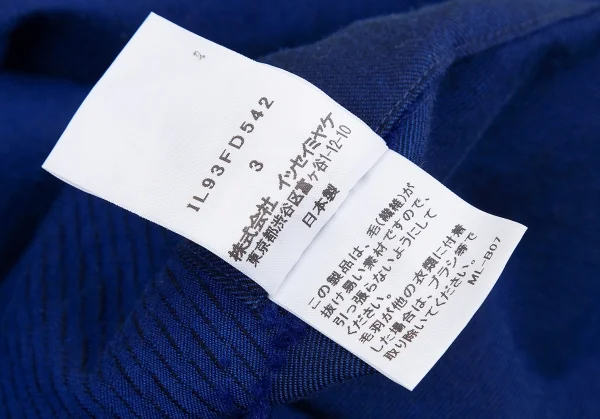 IL93FD542
3
株式会社 イッセイミヤケ
東京都渋谷区富ヶ谷1-12-10
日本製
この製品は、毛(繊維)が
抜け易い素材ですので、
引っ張らないようにして
ください。
毛羽が他の衣類に付着
した場合は、ブラシ等で
取り除いてください。
ML-B07